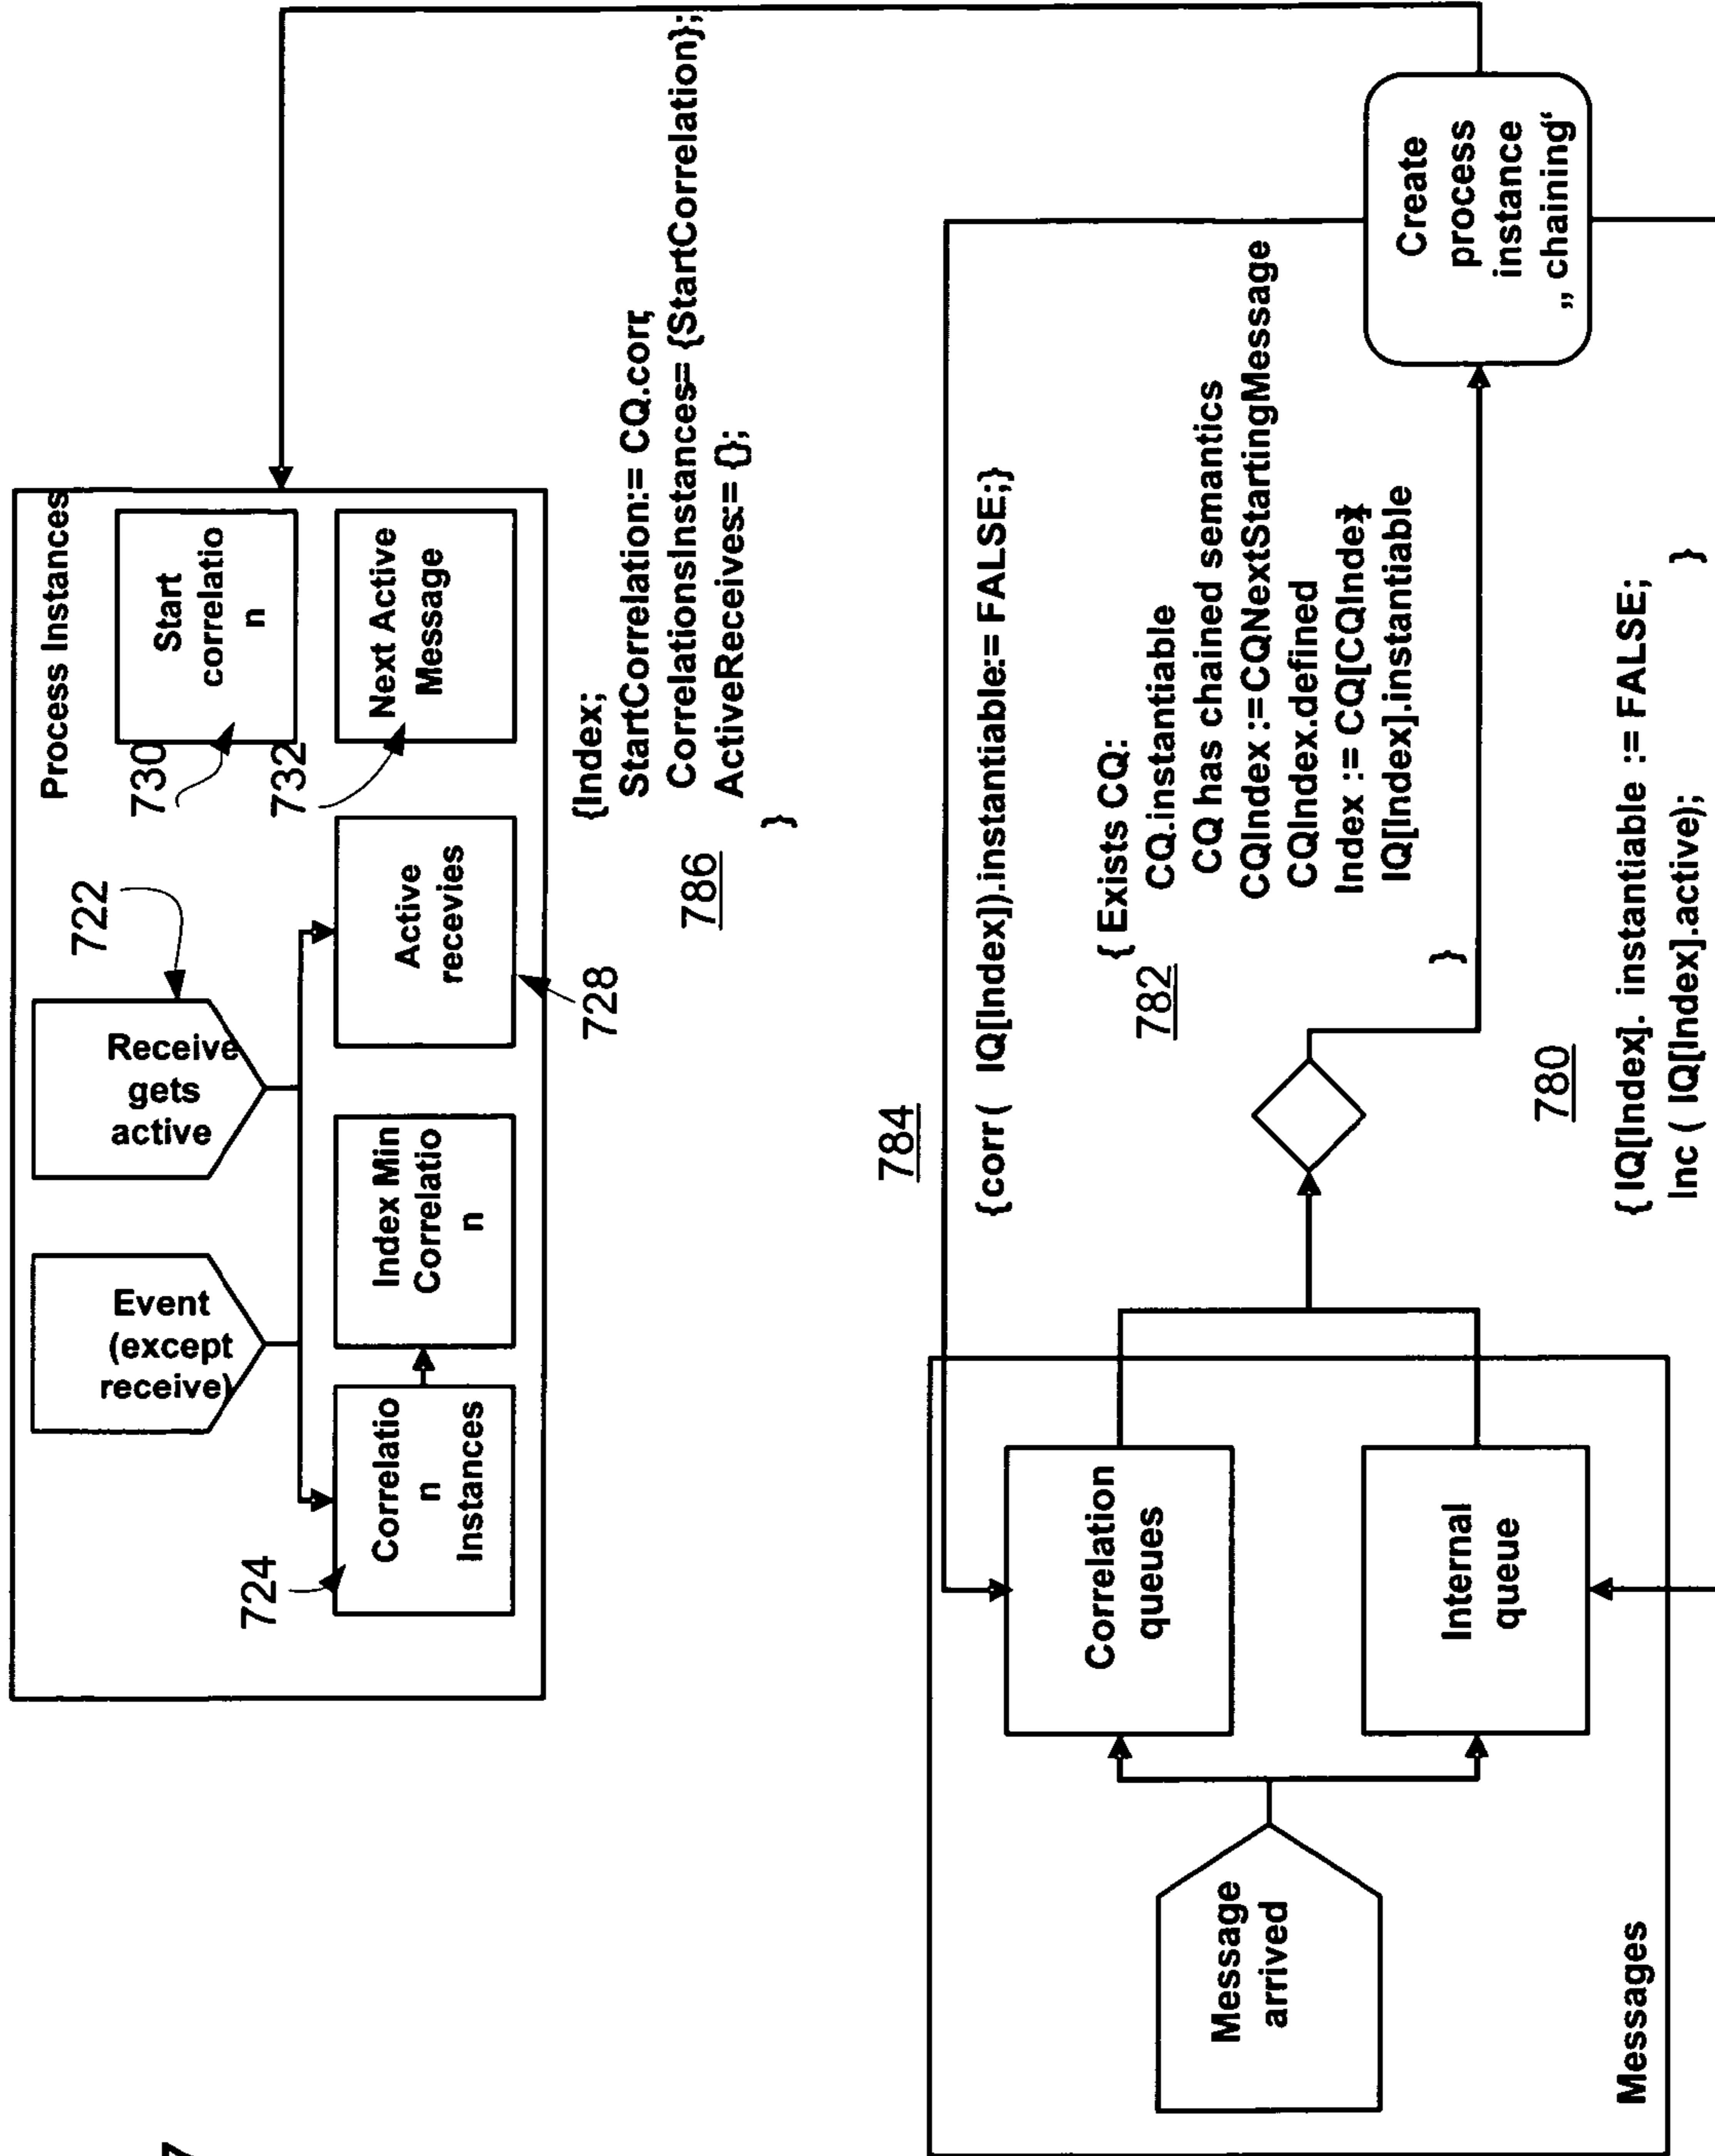 Process Instances
722
Event
(except
receive)
Receive
gets
active
730
Start
correlatio
n
732
724
Correlatio
n
Instances
Index Min
Correlatio
n
Active
recevies
728
Next Active
Message
{Index;
StartCorrelation:= CQ.corr;
CorrelationsInstances= {StartCorrelation};
ActiveReceives:= {};
}
786
784
{corr ( IQ[Index]).instantiable:= FALSE;}
{ Exists CQ:
CQ.instantiable
CQ has chained semantics
CQIndex :=CQNextStartingMessage
CQIndex.defined
Index := CQ[CQIndex]
IQ[Index].instantiable
}
782
Correlation
queues
Message
arrived
Internal
queue
Create
process
instance
„ chaining“
780
{ IQ[Index]. instantiable := FALSE;
Inc ( IQ[Index].active);
}
Messages
7